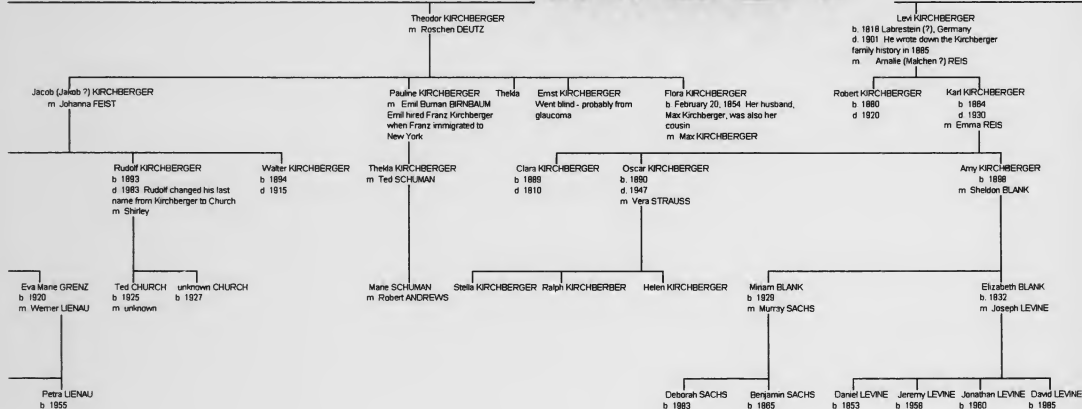 Theodor KIRCHBERGER
m Roschen DEUTZ
Levi KIRCHBERGER
b. 1818 Labrestein (?), Germany
d. 1901 He wrote down the Kirchberger
family history in 1885
m. Amalie (Malchen ?) REIS
Jacob (Jakob ?) KIRCHBERGER
m Johanna FEIST
Pauline KIRCHBERGER
m Emil Buman BIRNBAUM
Emil hired Franz Kirchberger
when Franz immigrated to
New York
Thekla
Ernst KIRCHBERGER
Went blind - probably from
glaucoma
Flora KIRCHBERGER
b. February 20, 1854 Her husband,
Max Kirchberger, was also her
cousin
m Max KIRCHBERGER
Robert KIRCHBERGER
b 1880
d 1920
Karl KIRCHBERGER
b 1864
d 1930
m Emma REIS
Rudolf KIRCHBERGER
b 1893
d 1983 Rudolf changed his last
name from Kirchberger to Church
m Shirley
Walter KIRCHBERGER
b 1894
d 1915
Thekla KIRCHBERGER
m Ted SCHUMAN
Clara KIRCHBERGER
b 1889
d 1810
Oscar KIRCHBERGER
b. 1890
d. 1947
m Vera STRAUSS
Amy KIRCHBERGER
b 1898
m Sheldon BLANK
Eva Marie GRENZ
b 1920
m Werner LIENAU
Ted CHURCH
b 1925
m unknown
unknown CHURCH
b 1927
Marie SCHUMAN
m Robert ANDREWS
Stella KIRCHBERGER
Ralph KIRCHBERBER
Helen KIRCHBERGER
Miriam BLANK
b 1929
m Murray SACHS
Elizabeth BLANK
b. 1832
m Joseph LEVINE
Petra LIENAU
b 1955
Deborah SACHS
b 1983
Benjamin SACHS
b 1865
Daniel LEVINE
b 1853
Jeremy LEVINE
b 1958
Jonathan LEVINE
b 1960
David LEVINE
b 1985